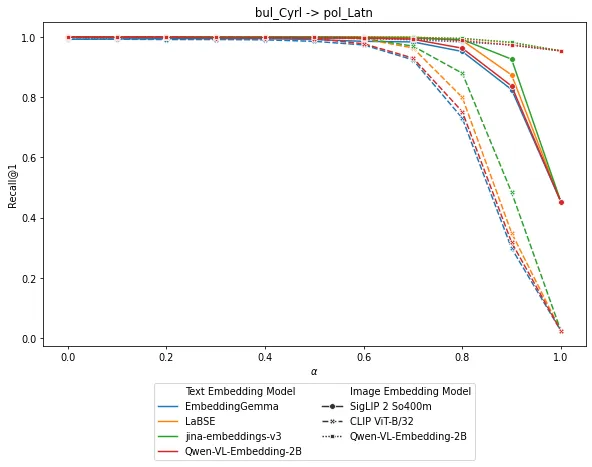 bul_Cyrl -> pol_Latn
Recall@1
1.0
0.8
0.6
0.4
0.2
0.0
0.0 0.2 0.4 0.6 0.8 1.0
α
Text Embedding Model
EmbeddingGemma
LaBSE
jina-embeddings-v3
Qwen-VL-Embedding-2B
Image Embedding Model
SigLIP 2 So400m
CLIP ViT-B/32
Qwen-VL-Embedding-2B